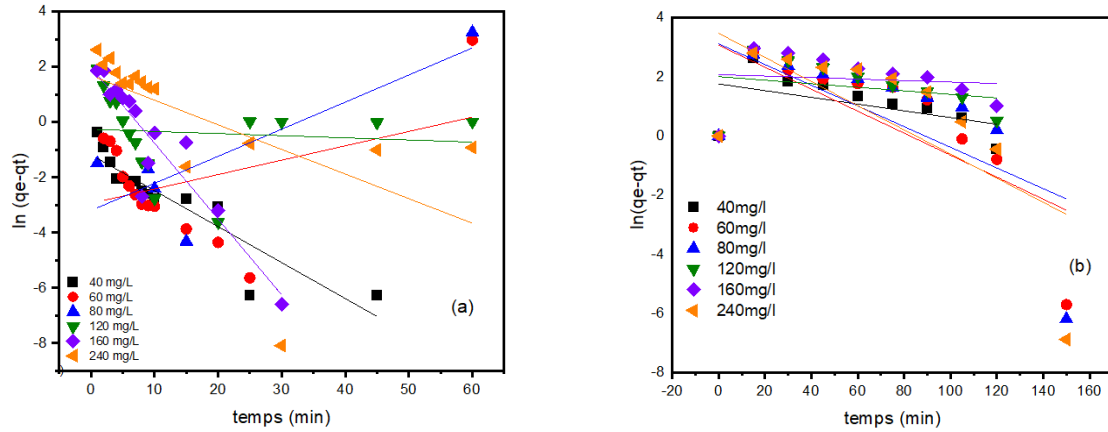 4
2
0
-2
-4
-6
-8
ln (qe-qt)
40 mg/L
60 mg/L
80 mg/L
120 mg/L
160 mg/L
240 mg/L
(a)
0 10 20 30 40 50 60
temps (min)
4
2
0
-2
-4
-6
-8
ln(qe-qt)
40mg/l
60mg/l
80mg/l
120mg/l
160mg/l
240mg/l
(b)
-20 0 20 40 60 80 100 120 140 160
temps (min)